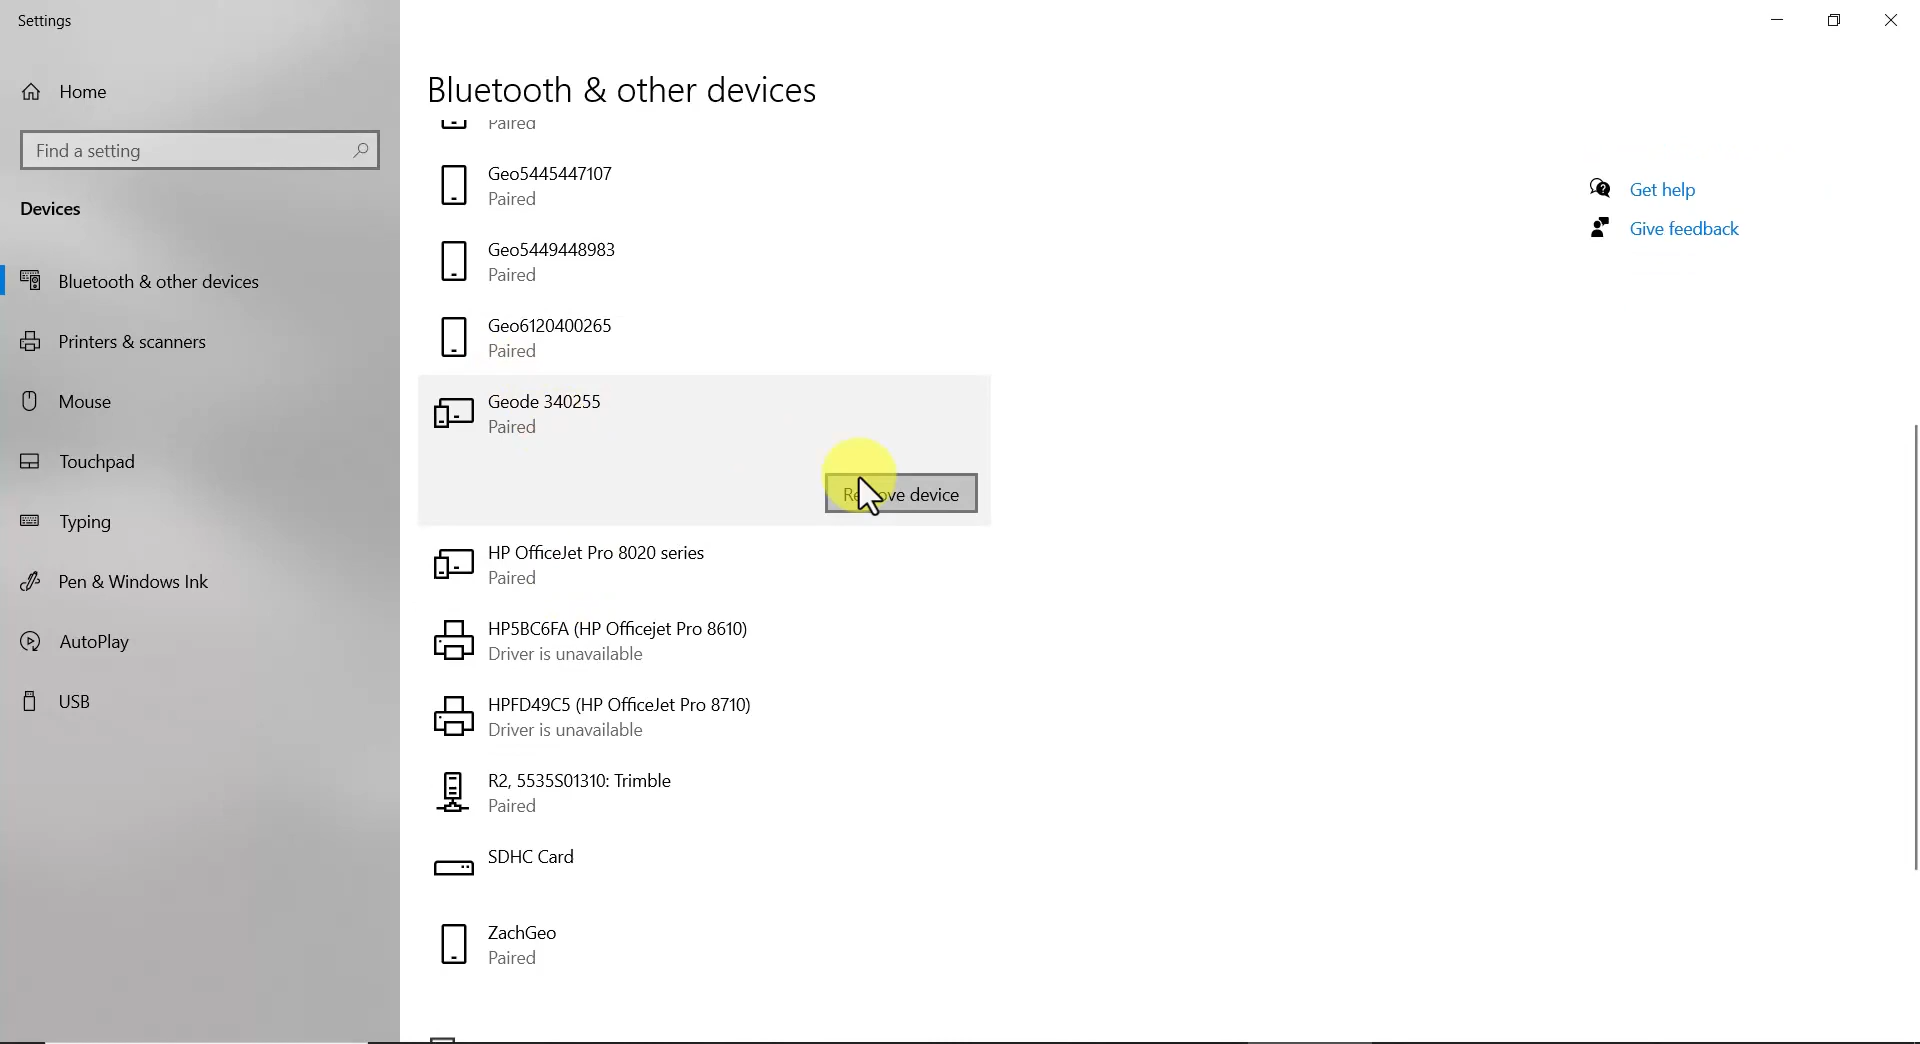 Settings
Home
Find a setting
Devices
Bluetooth & other devices
Printers & scanners
Mouse
Touchpad
Typing
Pen & Windows Ink
AutoPlay
USB
Bluetooth & other devices
Paired
Geo5445447107
Paired
Geo5449448983
Paired
Geo6120400265
Paired
Geode 340255
Paired
Remove device
HP OfficeJet Pro 8020 series
Paired
HP5BC6FA (HP Officejet Pro 8610)
Driver is unavailable
HPFD49C5 (HP OfficeJet Pro 8710)
Driver is unavailable
R2, 5535S01310: Trimble
Paired
SDHC Card
ZachGeo
Paired
Get help
Give feedback